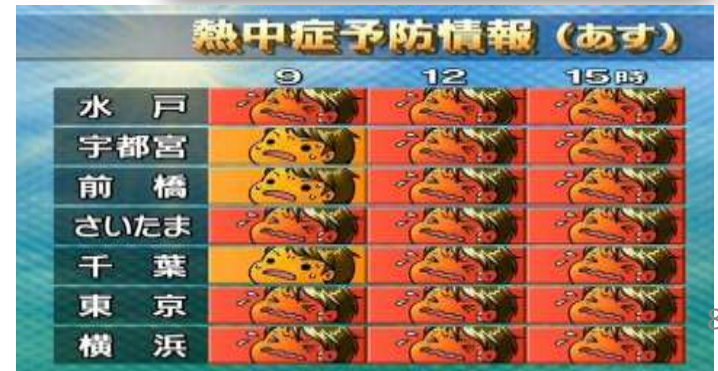 熱中症予防情報(あす)
9 12 15時
水戸
宇都宮
前橋
さいたま
千葉
東京
横浜